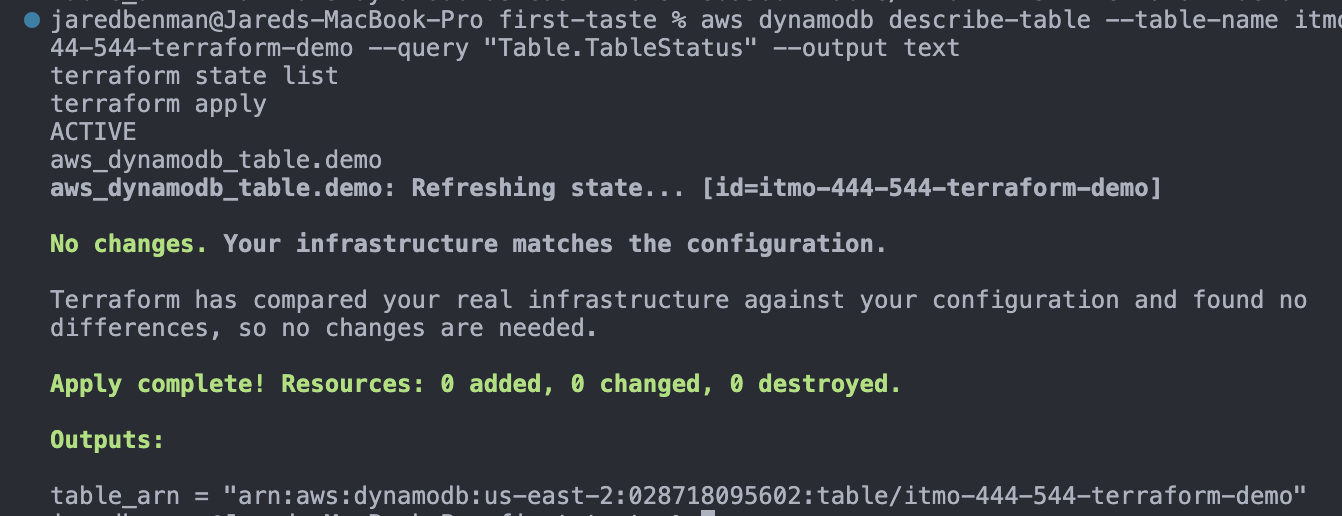 jaredbenman@Jareds-MacBook-Pro first-taste % aws dynamodb describe-table --table-name itmo-4
44-544-terraform-demo --query "Table.TableStatus" --output text
terraform state list
terraform apply
ACTIVE
aws_dynamodb_table.demo
aws_dynamodb_table.demo: Refreshing state... [id=itmo-444-544-terraform-demo]
No changes. Your infrastructure matches the configuration.
Terraform has compared your real infrastructure against your configuration and found no
differences, so no changes are needed.
Apply complete! Resources: 0 added, 0 changed, 0 destroyed.
Outputs:
table_arn = "arn:aws:dynamodb:us-east-2:028718095602:table/itmo-444-544-terraform-demo"